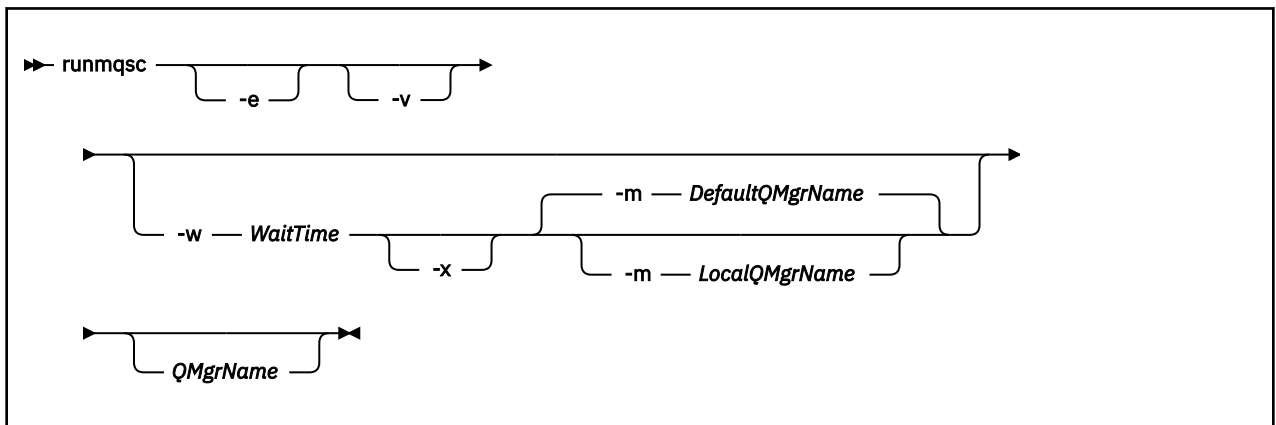 runmqsc
-e -v
-m DefaultQMgrName
-w WaitTime
-x -m LocalQMgrName
QMgrName